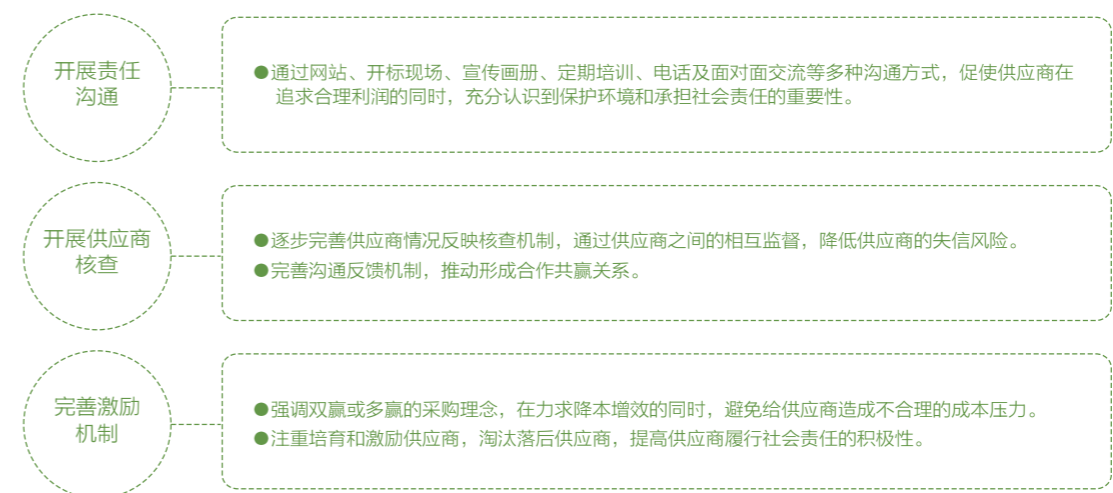 开展责任
沟通
●通过网站、开标现场、宣传画册、定期培训、电话及面对面交流等多种沟通方式，促使供应商在
追求合理利润的同时，充分认识到保护环境和承担社会责任的重要性。
开展供应商
核查
●逐步完善供应商情况反映核查机制，通过供应商之间的相互监督，降低供应商的失信风险。
●完善沟通反馈机制，推动形成合作共赢关系。
完善激励
机制
●强调双赢或多赢的采购理念，在力求降本增效的同时，避免给供应商造成不合理的成本压力。
●注重培育和激励供应商，淘汰落后供应商，提高供应商履行社会责任的积极性。